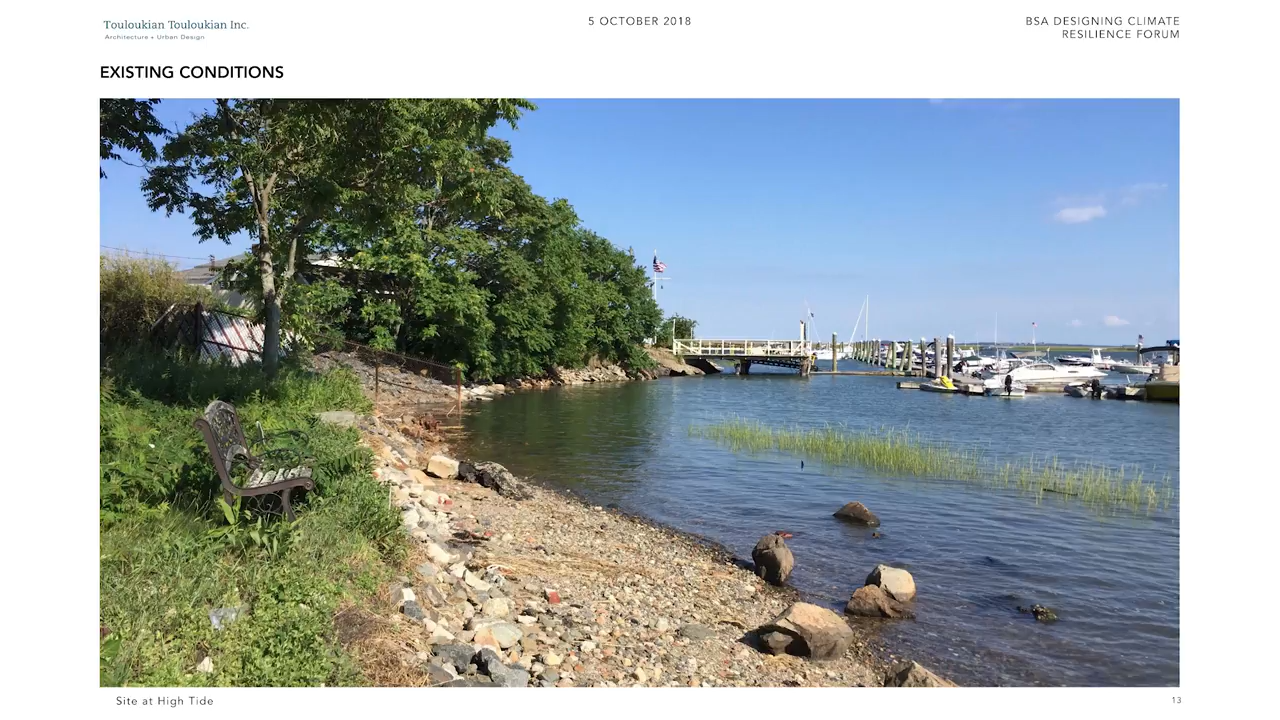 Touloukian Touloukian Inc.
Architecture + Urban Design
5 OCTOBER 2018
BSA DESIGNING CLIMATE
RESILIENCE FORUM
EXISTING CONDITIONS
Site at High Tide
13